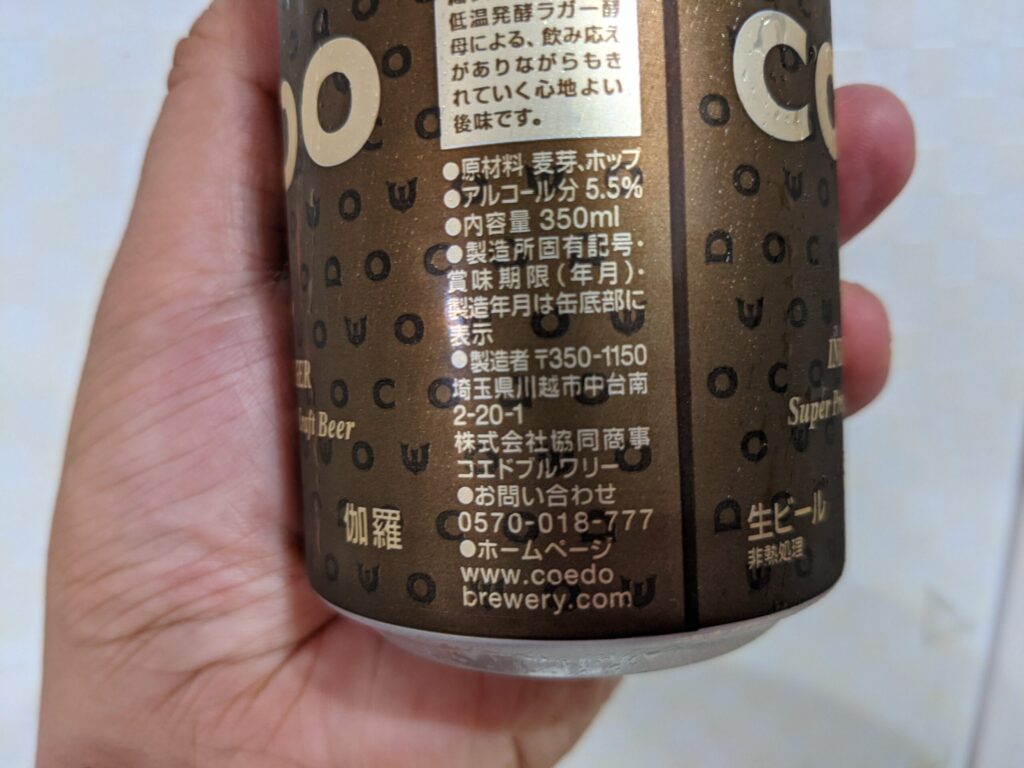 低温発酵ラガー酵
母による、飲み応え
がありながらもき
れていく心地よい
後味です。
●原材料 麦芽、ホップ
●アルコール分 5.5%
●内容量 350ml
●製造所固有記号・
賞味期限(年月)・
製造年月は缶底部に
表示
●製造者 〒350-1150
埼玉県川越市中台南
2-20-1
株式会社協同商事
コエドブルワリー
●お問い合わせ
0570-018-777
●ホームページ
www.coedo
brewery.com
Beer
伽羅
Super
生ビール
非熱処理